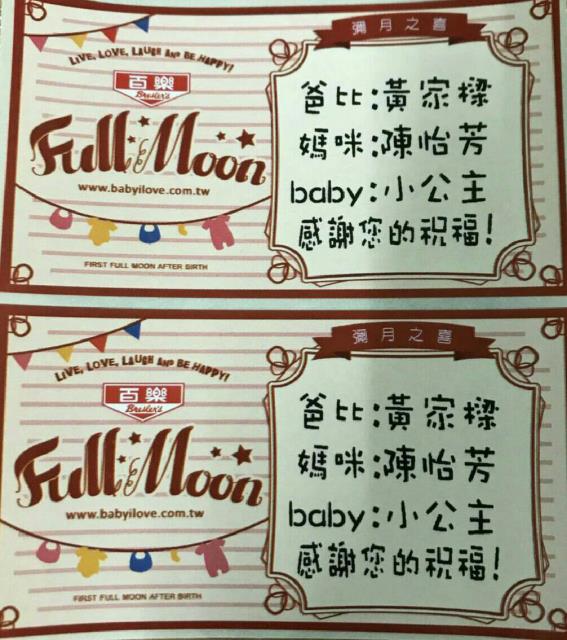 LIVE, LOVE, LAUGH AND BE HAPPY!
百樂
Bresler's
Full Moon
www.babyilove.com.tw
FIRST FULL MOON AFTER BIRTH
彌月之喜
爸比:黃家樑
媽咪:陳怡芳
baby:小公主
感謝您的祝福!
LIVE, LOVE, LAUGH AND BE HAPPY!
百樂
Bresler's
Full Moon
www.babyilove.com.tw
FIRST FULL MOON AFTER BIRTH
彌月之喜
爸比:黃家樑
媽咪:陳怡芳
baby:小公主
感謝您的祝福!